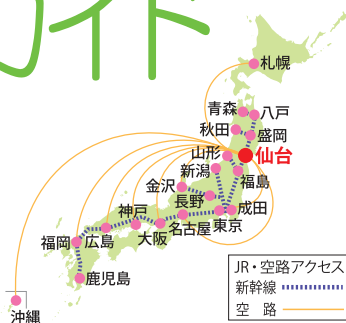 ガイド
札幌
青森
八戸
秋田
盛岡
山形
仙台
新潟
福島
金沢
長野
成田
神戸
東京
名古屋
福岡
広島
大阪
鹿児島
沖縄
JR・空路アクセス
新幹線
空 路